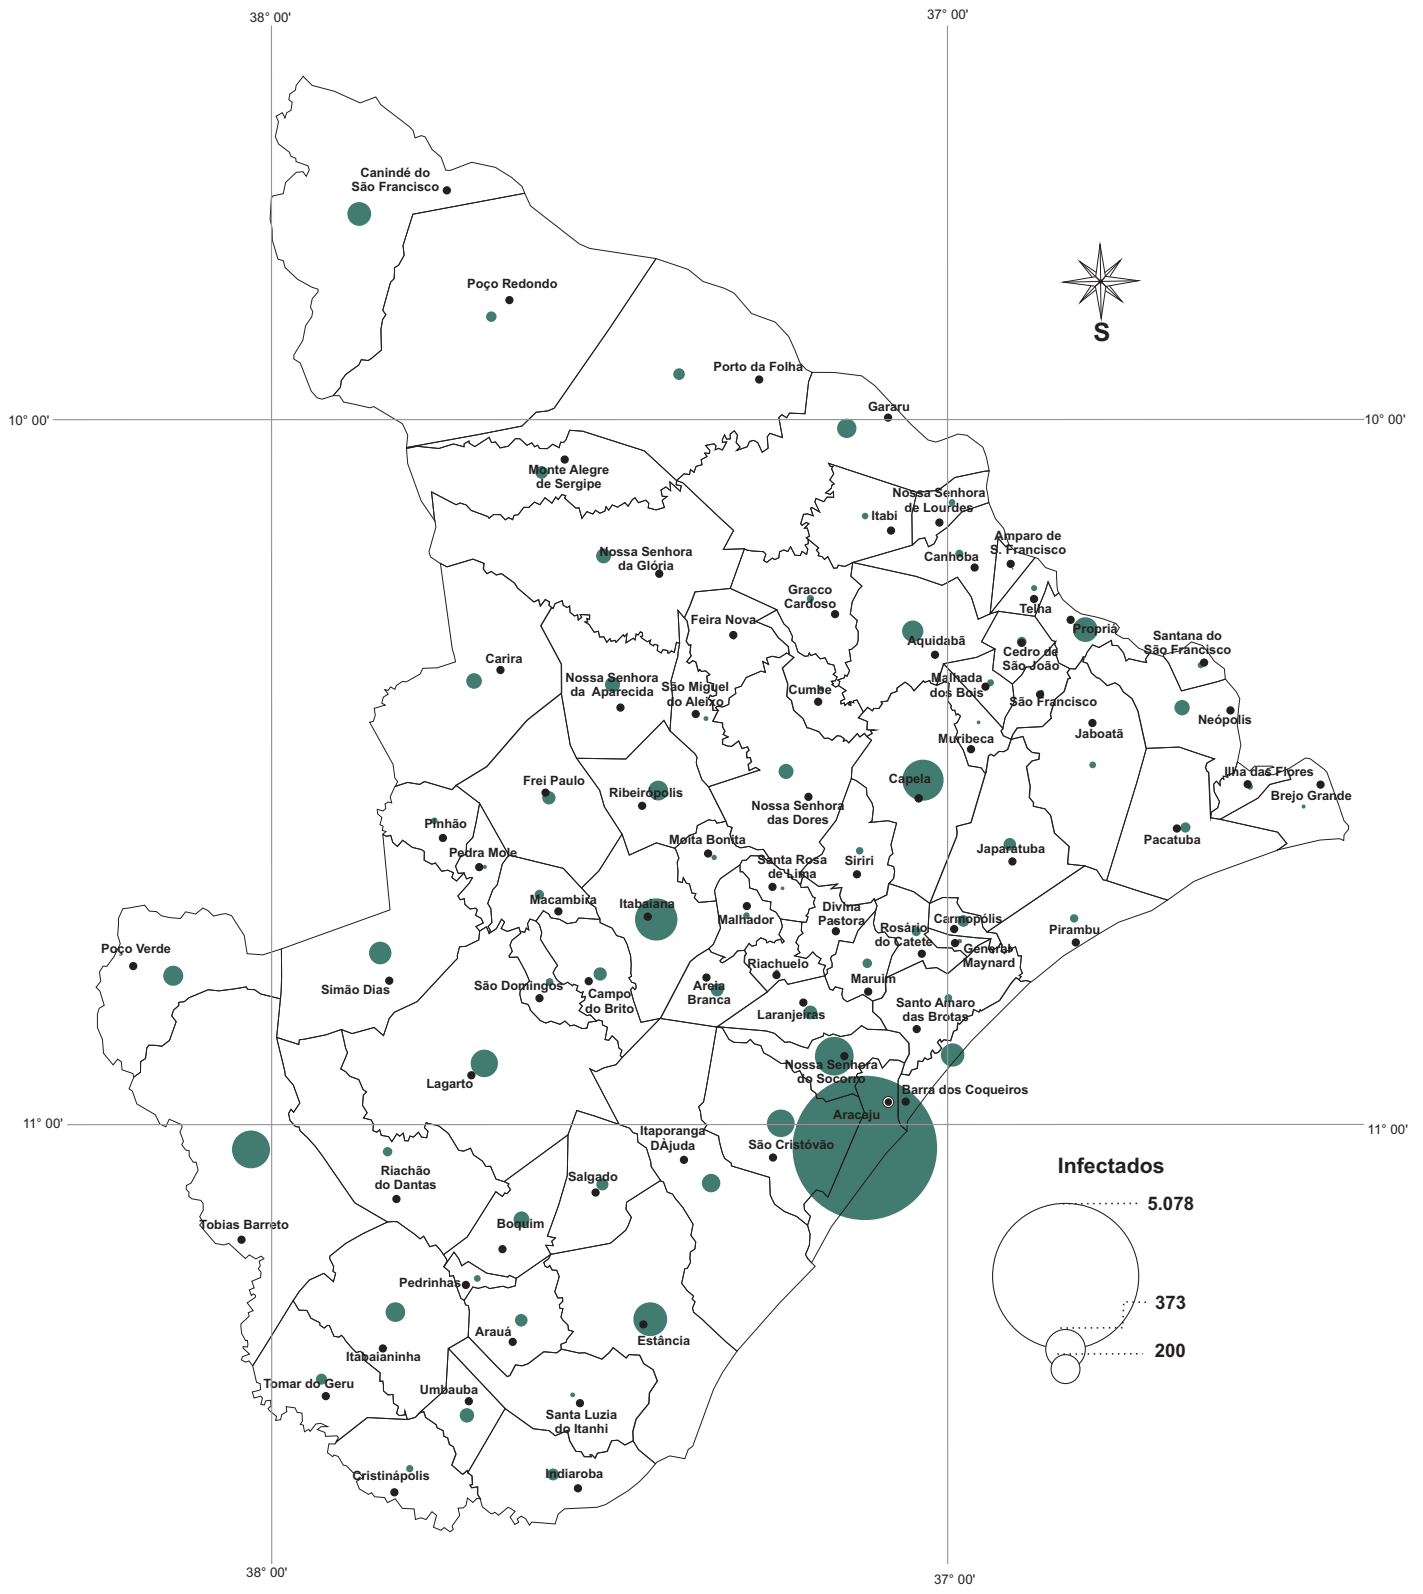 38° 00'
37° 00'
Canindé do
São Francisco
Poço Redondo
S
Porto da Folha
10° 00'
10° 00'
Gararu
Monte Alegre
de Sergipe
Nossa Senhora
de Lourdes
Itabi
Amparo de
S. Francisco
Nossa Senhora
da Glória
Canhoba
Gracco
Cardoso
Telha
Feira Nova
Propriá
Aquidabã
Santana do
São Francisco
Cedro de
São João
Carira
Nossa Senhora
da Aparecida
São Miguel
do Aleixo
Cumbe
Malhada
dos Bois
São Francisco
Neópolis
Jaboatã
Muribeca
Frei Paulo
Ribeirópolis
Capela
Ilha das Flores
Brejo Grande
Nossa Senhora
das Dores
Pinhão
Pedra Mole
Moita Bonita
Santa Rosa
de Lima
Siriri
Japaratuba
Pacatuba
Macambira
Itabaiana
Malhador
Divina
Pastora
Rosário
do Catete
Carmopólis
General
Maynard
Pirambu
Poço Verde
Simão Dias
São Domingos
Campo
do Brito
Areia
Branca
Riachuelo
Maruim
Laranjeiras
Santo Amaro
das Brotas
Nossa Senhora
do Socorro
Lagarto
Barra dos Coqueiros
Aracaju
11° 00'
11° 00'
Itaporanga
DÀjuda
São Cristóvão
Riachão
do Dantas
Salgado
Infectados
5.078
373
200
Tobias Barreto
Boquim
Pedrinhas
Arauá
Estância
Itabaianinha
Tomar do Geru
Umbauba
Santa Luzia
do Itanhi
Cristinápolis
Indiaroba
38° 00'
37° 00'